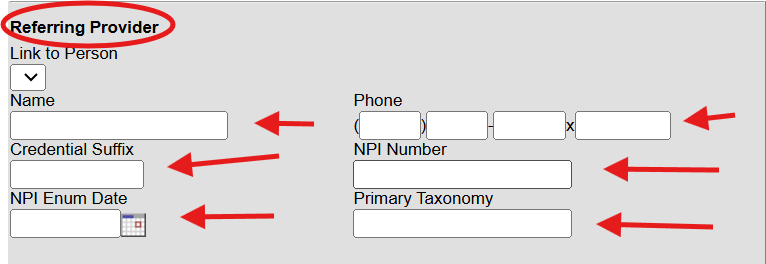 Referring Provider
Link to Person
Name Phone
( ) - x
Credential Suffix NPI Number
NPI Enum Date Primary Taxonomy